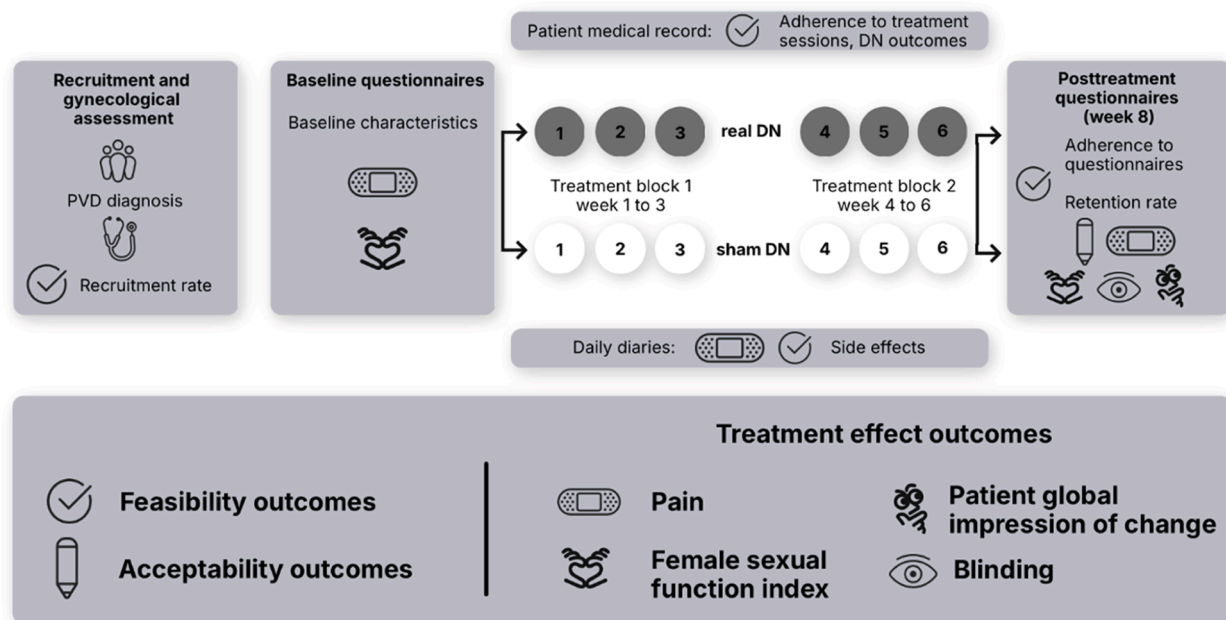 Patient medical record:
Adherence to treatment
sessions, DN outcomes
Recruitment and
gynecological
assessment
PVD diagnosis
Recruitment rate
Baseline questionnaires
Baseline characteristics
1 2 3 real DN 4 5 6
Treatment block 1
week 1 to 3
Treatment block 2
week 4 to 6
1 2 3 sham DN 4 5 6
Posttreatment
questionnaires
(week 8)
Adherence to
questionnaires
Retention rate
Daily diaries:
Side effects
Feasibility outcomes
Acceptability outcomes
Treatment effect outcomes
Pain
Female sexual
function index
Patient global
impression of change
Blinding